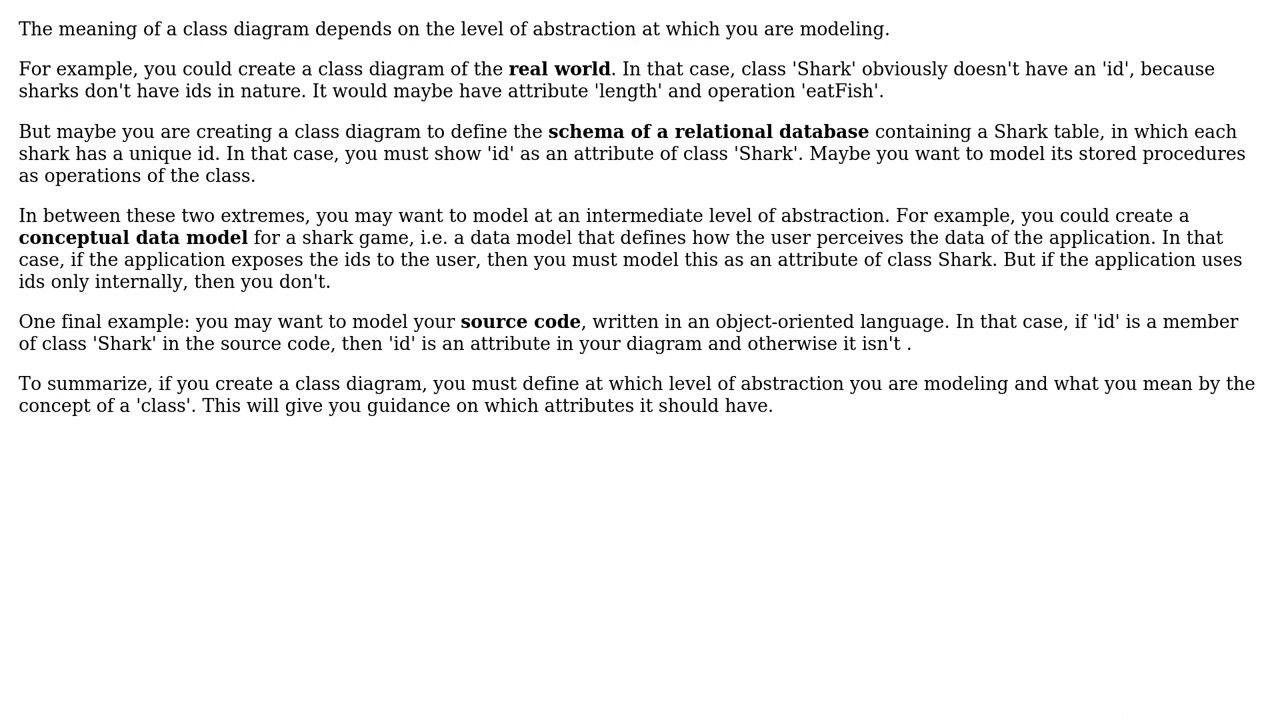 The meaning of a class diagram depends on the level of abstraction at which you are modeling.
For example, you could create a class diagram of the real world. In that case, class 'Shark' obviously doesn't have an 'id', because
sharks don't have ids in nature. It would maybe have attribute 'length' and operation 'eatFish'.
But maybe you are creating a class diagram to define the schema of a relational database containing a Shark table, in which each
shark has a unique id. In that case, you must show 'id' as an attribute of class 'Shark'. Maybe you want to model its stored procedures
as operations of the class.
In between these two extremes, you may want to model at an intermediate level of abstraction. For example, you could create a
conceptual data model for a shark game, i.e. a data model that defines how the user perceives the data of the application. In that
case, if the application exposes the ids to the user, then you must model this as an attribute of class Shark. But if the application uses
ids only internally, then you don't.
One final example: you may want to model your source code, written in an object-oriented language. In that case, if 'id' is a member
of class 'Shark' in the source code, then 'id' is an attribute in your diagram and otherwise it isn't .
To summarize, if you create a class diagram, you must define at which level of abstraction you are modeling and what you mean by the
concept of a 'class'. This will give you guidance on which attributes it should have.